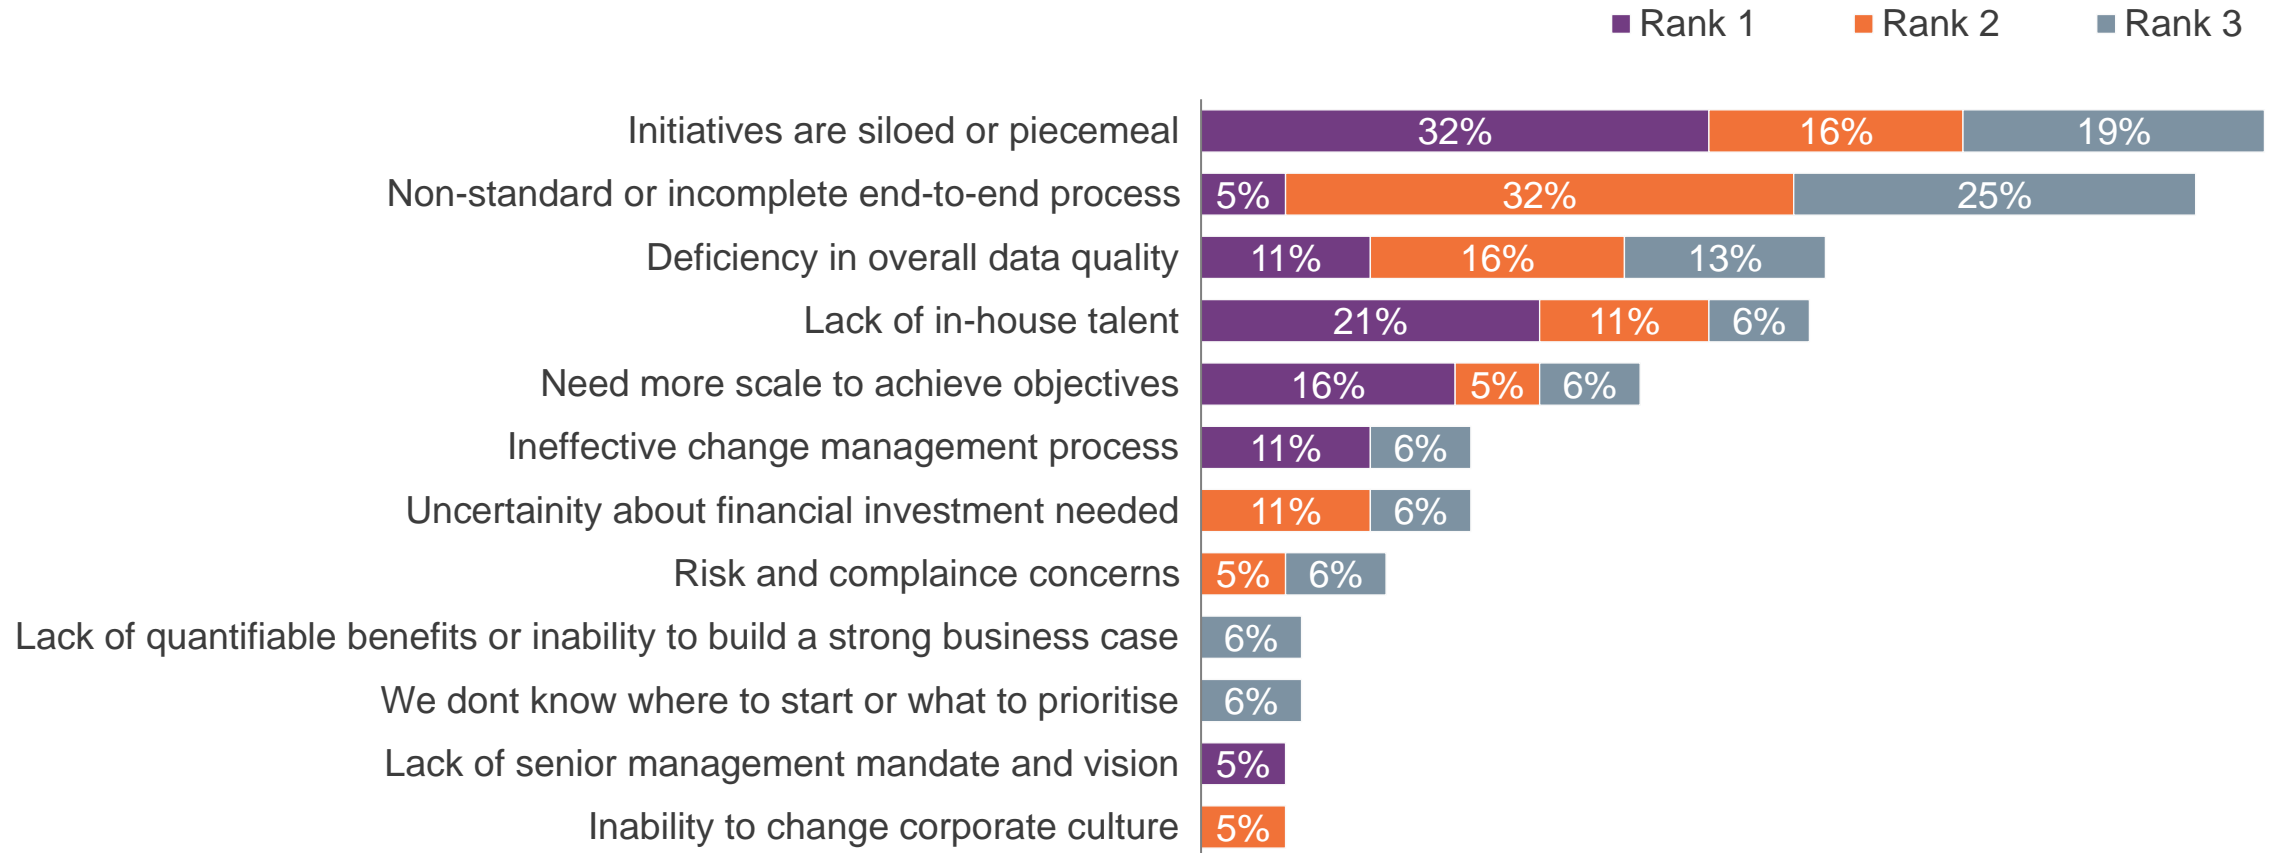 Rank 1 Rank 2 Rank 3
Initiatives are siloed or piecemeal 32% 16% 19%
Non-standard or incomplete end-to-end process 5% 32% 25%
Deficiency in overall data quality 11% 16% 13%
Lack of in-house talent 21% 11% 6%
Need more scale to achieve objectives 16% 5% 6%
Ineffective change management process 11% 6%
Uncertainity about financial investment needed 11% 6%
Risk and complaince concerns 5% 6%
Lack of quantifiable benefits or inability to build a strong business case 6%
We dont know where to start or what to prioritise 6%
Lack of senior management mandate and vision 5%
Inability to change corporate culture 5%